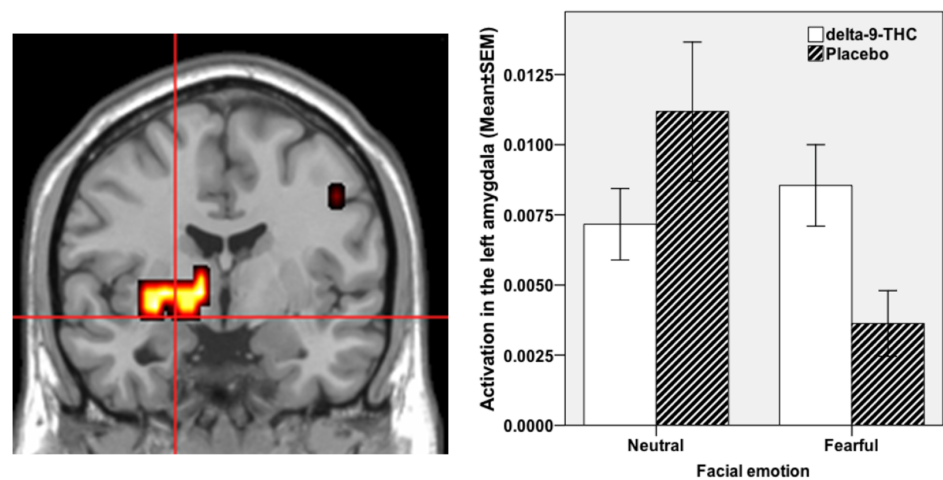 Activation in the left amygdala (Mean±SEM)
delta-9-THC
Placebo
0.0125
0.0100
0.0075
0.0050
0.0025
0.0000
Neutral
Fearful
Facial emotion